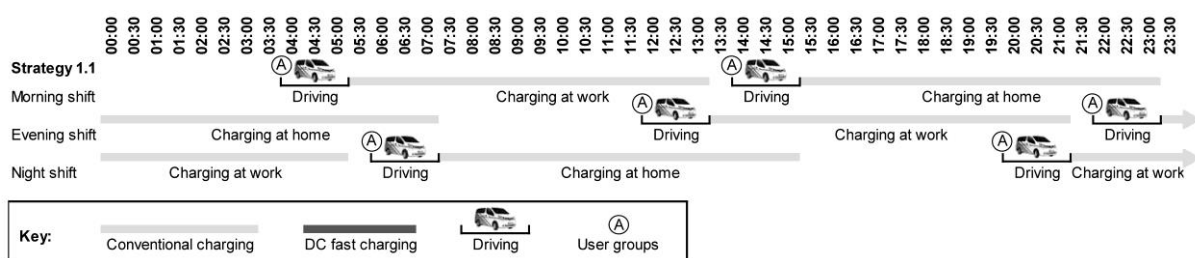 00:00 00:30 01:00 01:30 02:00 02:30 03:00 03:30 04:00 04:30 05:00 05:30 06:00 06:30 07:00 07:30 08:00 08:30 09:00 09:30 10:00 10:30 11:00 11:30 12:00 12:30 13:00 13:30 14:00 14:30 15:00 15:30 16:00 16:30 17:00 17:30 18:00 18:30 19:00 19:30 20:00 20:30 21:00 21:30 22:00 22:30 23:00 23:30
Strategy 1.1 A A
Morning shift Driving Charging at work Driving Charging at home
A A
Evening shift Charging at home Driving Charging at work Driving
A A
Night shift Charging at work Driving Charging at home Driving Charging at work
Key: A
Conventional charging DC fast charging Driving User groups